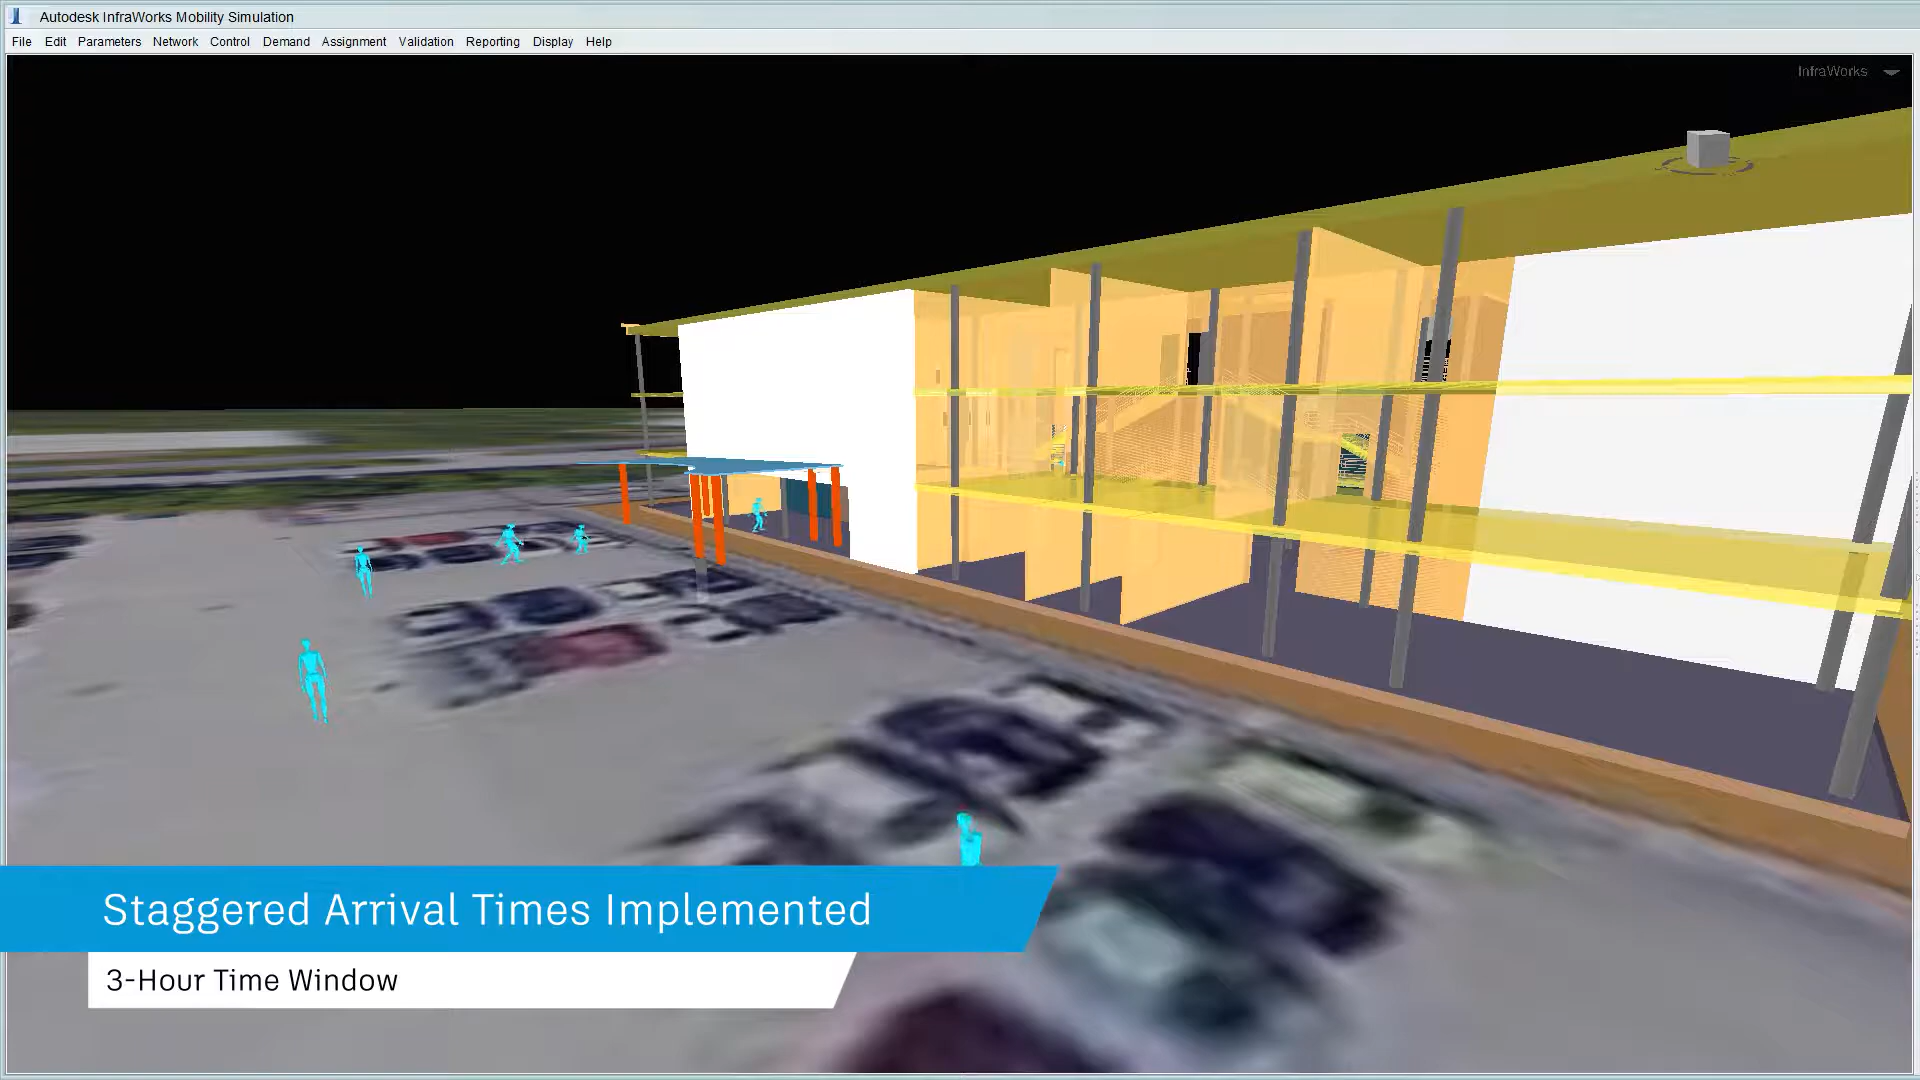 Autodesk InfraWorks Mobility Simulation
File Edit Parameters Network Control Demand Assignment Validation Reporting Display Help
InfraWorks
Staggered Arrival Times Implemented
3-Hour Time Window